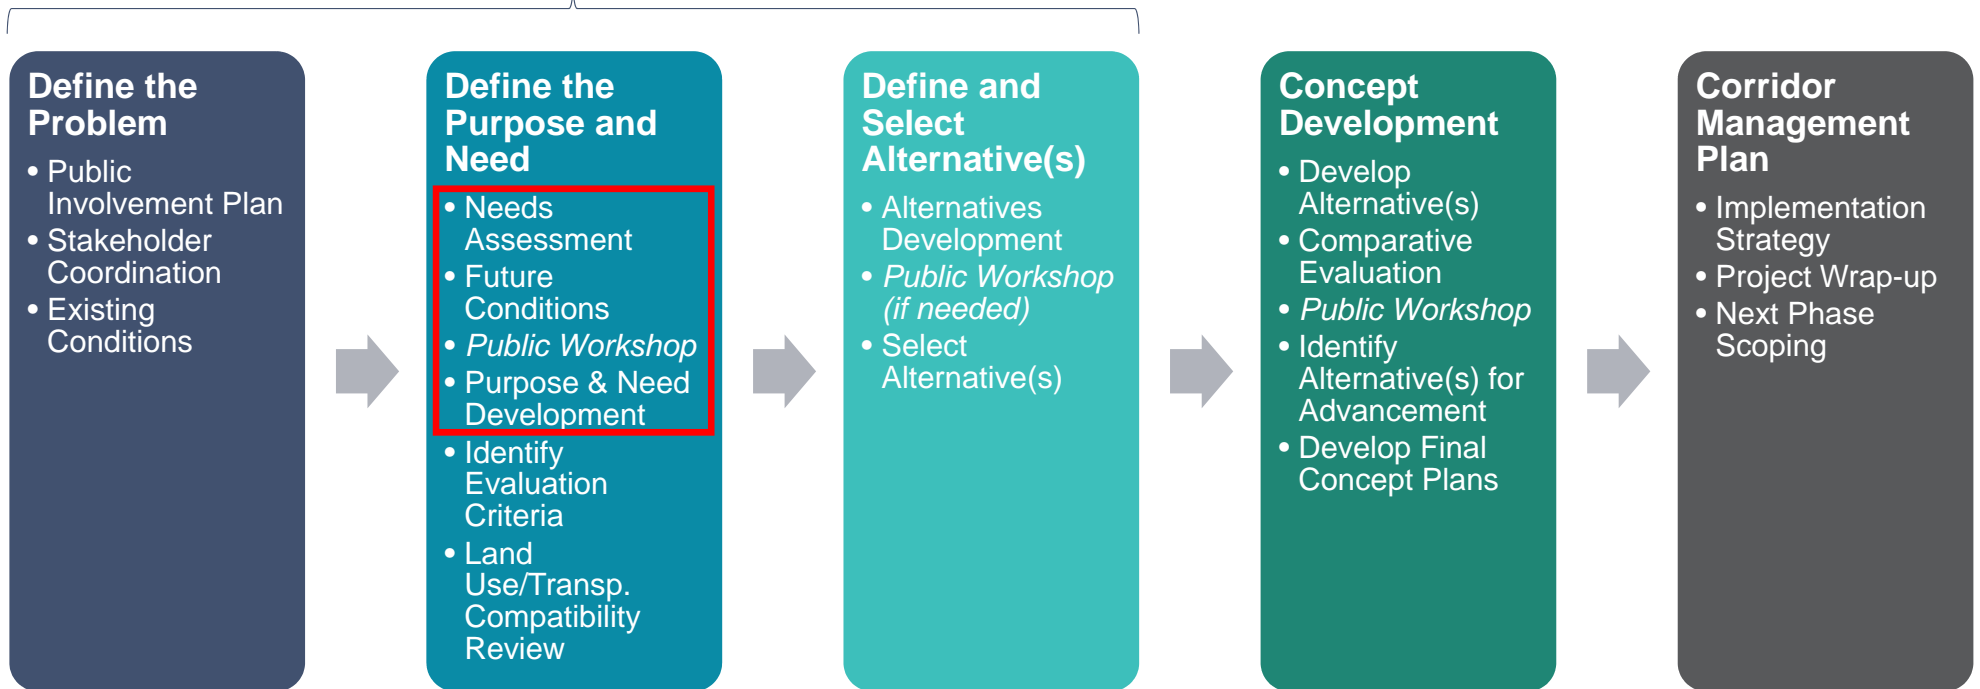 Define the
Problem
• Public
Involvement Plan
• Stakeholder
Coordination
• Existing
Conditions
Define the
Purpose and
Need
• Needs
Assessment
• Future
Conditions
• Public Workshop
• Purpose & Need
Development
• Identify
Evaluation
Criteria
• Land
Use/Transp.
Compatibility
Review
Define and
Select
Alternative(s)
• Alternatives
Development
• Public Workshop
(if needed)
• Select
Alternative(s)
Concept
Development
• Develop
Alternative(s)
• Comparative
Evaluation
• Public Workshop
• Identify
Alternative(s) for
Advancement
• Develop Final
Concept Plans
Corridor
Management
Plan
• Implementation
Strategy
• Project Wrap-up
• Next Phase
Scoping